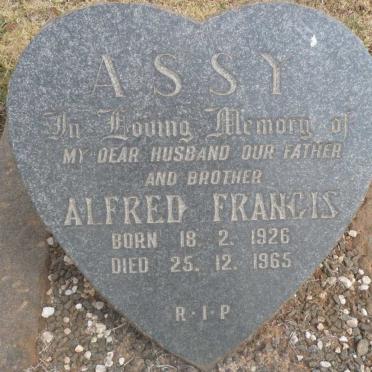 ASSY
In Loving Memory of
MY DEAR HUSBAND OUR FATHER
AND BROTHER
ALFRED FRANCIS
BORN 18. 2. 1926
DIED 25. 12. 1965
R·I·P